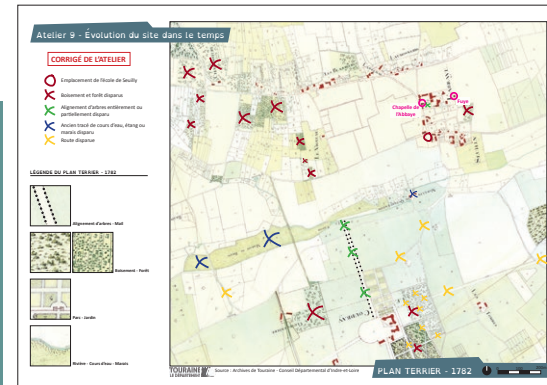 Atelier 9 - Évolution du site dans le temps
CORRIGÉ DE L'ATELIER
Emplacement de l'école de Seuilly
Boisement et forêt disparus
Alignement d'arbres entièrement ou
partiellement disparu
Ancien tracé de cours d'eau, étang ou
marais disparu
Route disparue
LÉGENDE DU PLAN TERRIER - 1782
Alignement d'arbres - Mail
Boisement - Forêt
Parc - Jardin
Rivière - Cours d'eau - Marais
Chapelle de
l'Abbaye
Fuye
TOURAINE
LE DÉPARTEMENT
Source : Archives de Touraine - Conseil Départemental d'Indre-et-Loire
PLAN TERRIER - 1782